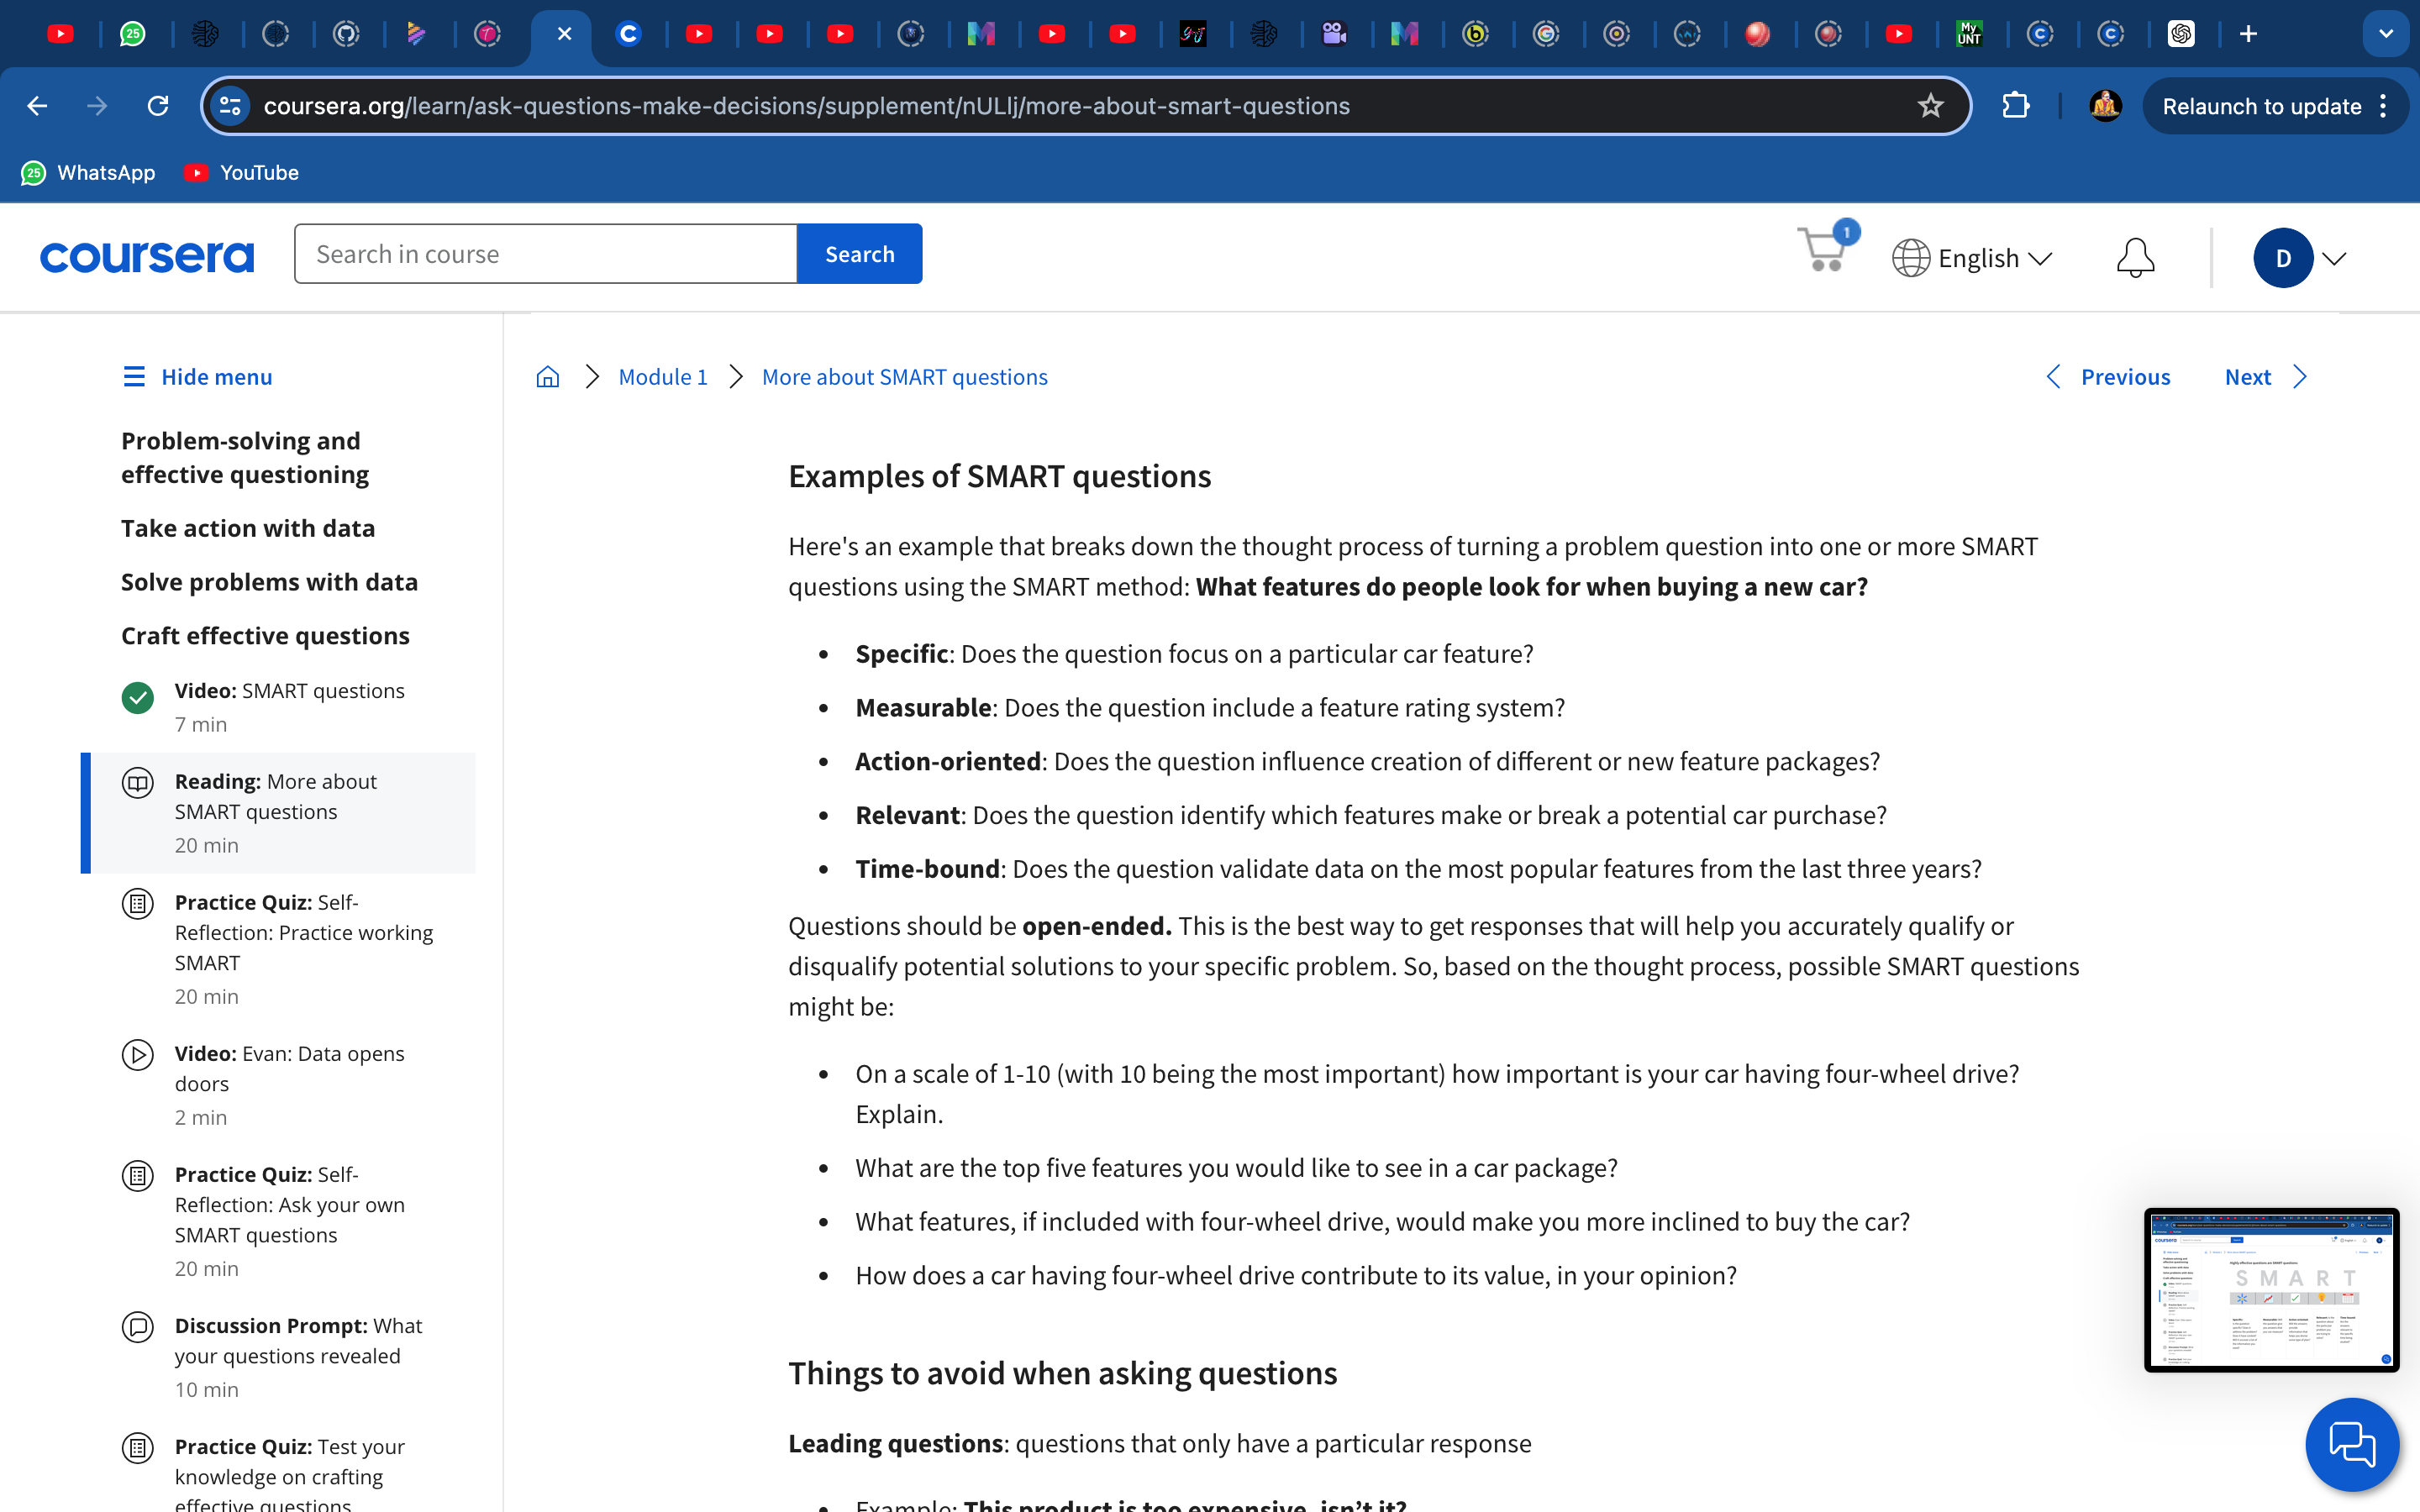 25
My
UNT
coursera.org/learn/ask-questions-make-decisions/supplement/nULlj/more-about-smart-questions
Relaunch to update
25 WhatsApp
YouTube
coursera
Search in course
Search
1
English
D
Hide menu
Module 1
More about SMART questions
Previous
Next
Problem-solving and
effective questioning
Take action with data
Solve problems with data
Craft effective questions
Video: SMART questions
7 min
Reading: More about
SMART questions
20 min
Practice Quiz: Self-
Reflection: Practice working
SMART
20 min
Video: Evan: Data opens
doors
2 min
Practice Quiz: Self-
Reflection: Ask your own
SMART questions
20 min
Discussion Prompt: What
your questions revealed
10 min
Practice Quiz: Test your
knowledge on crafting
effective questions
Examples of SMART questions
Here's an example that breaks down the thought process of turning a problem question into one or more SMART
questions using the SMART method: What features do people look for when buying a new car?
• Specific: Does the question focus on a particular car feature?
• Measurable: Does the question include a feature rating system?
• Action-oriented: Does the question influence creation of different or new feature packages?
• Relevant: Does the question identify which features make or break a potential car purchase?
• Time-bound: Does the question validate data on the most popular features from the last three years?
Questions should be open-ended. This is the best way to get responses that will help you accurately qualify or
disqualify potential solutions to your specific problem. So, based on the thought process, possible SMART questions
might be:
• On a scale of 1-10 (with 10 being the most important) how important is your car having four-wheel drive?
Explain.
• What are the top five features you would like to see in a car package?
• What features, if included with four-wheel drive, would make you more inclined to buy the car?
• How does a car having four-wheel drive contribute to its value, in your opinion?
Things to avoid when asking questions
Leading questions: questions that only have a particular response
• Example: This product is too expensive, isn't it?
coursera
S M A R T